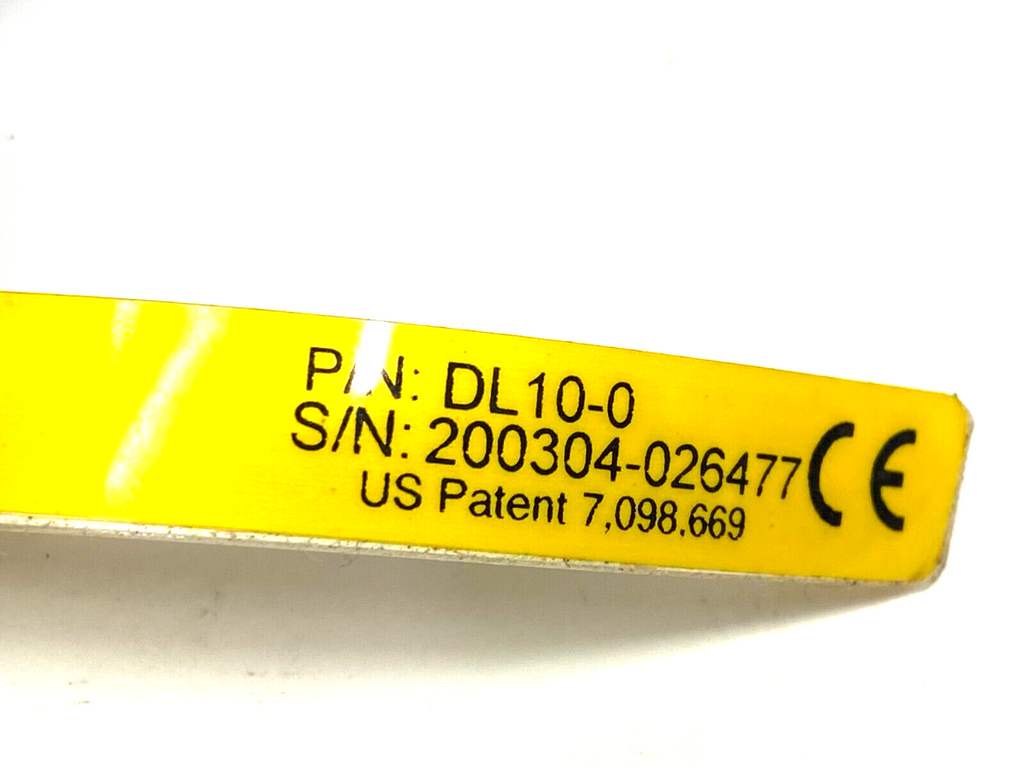 P/N: DL10-0
S/N: 200304-026477
US Patent 7,098,669
CE